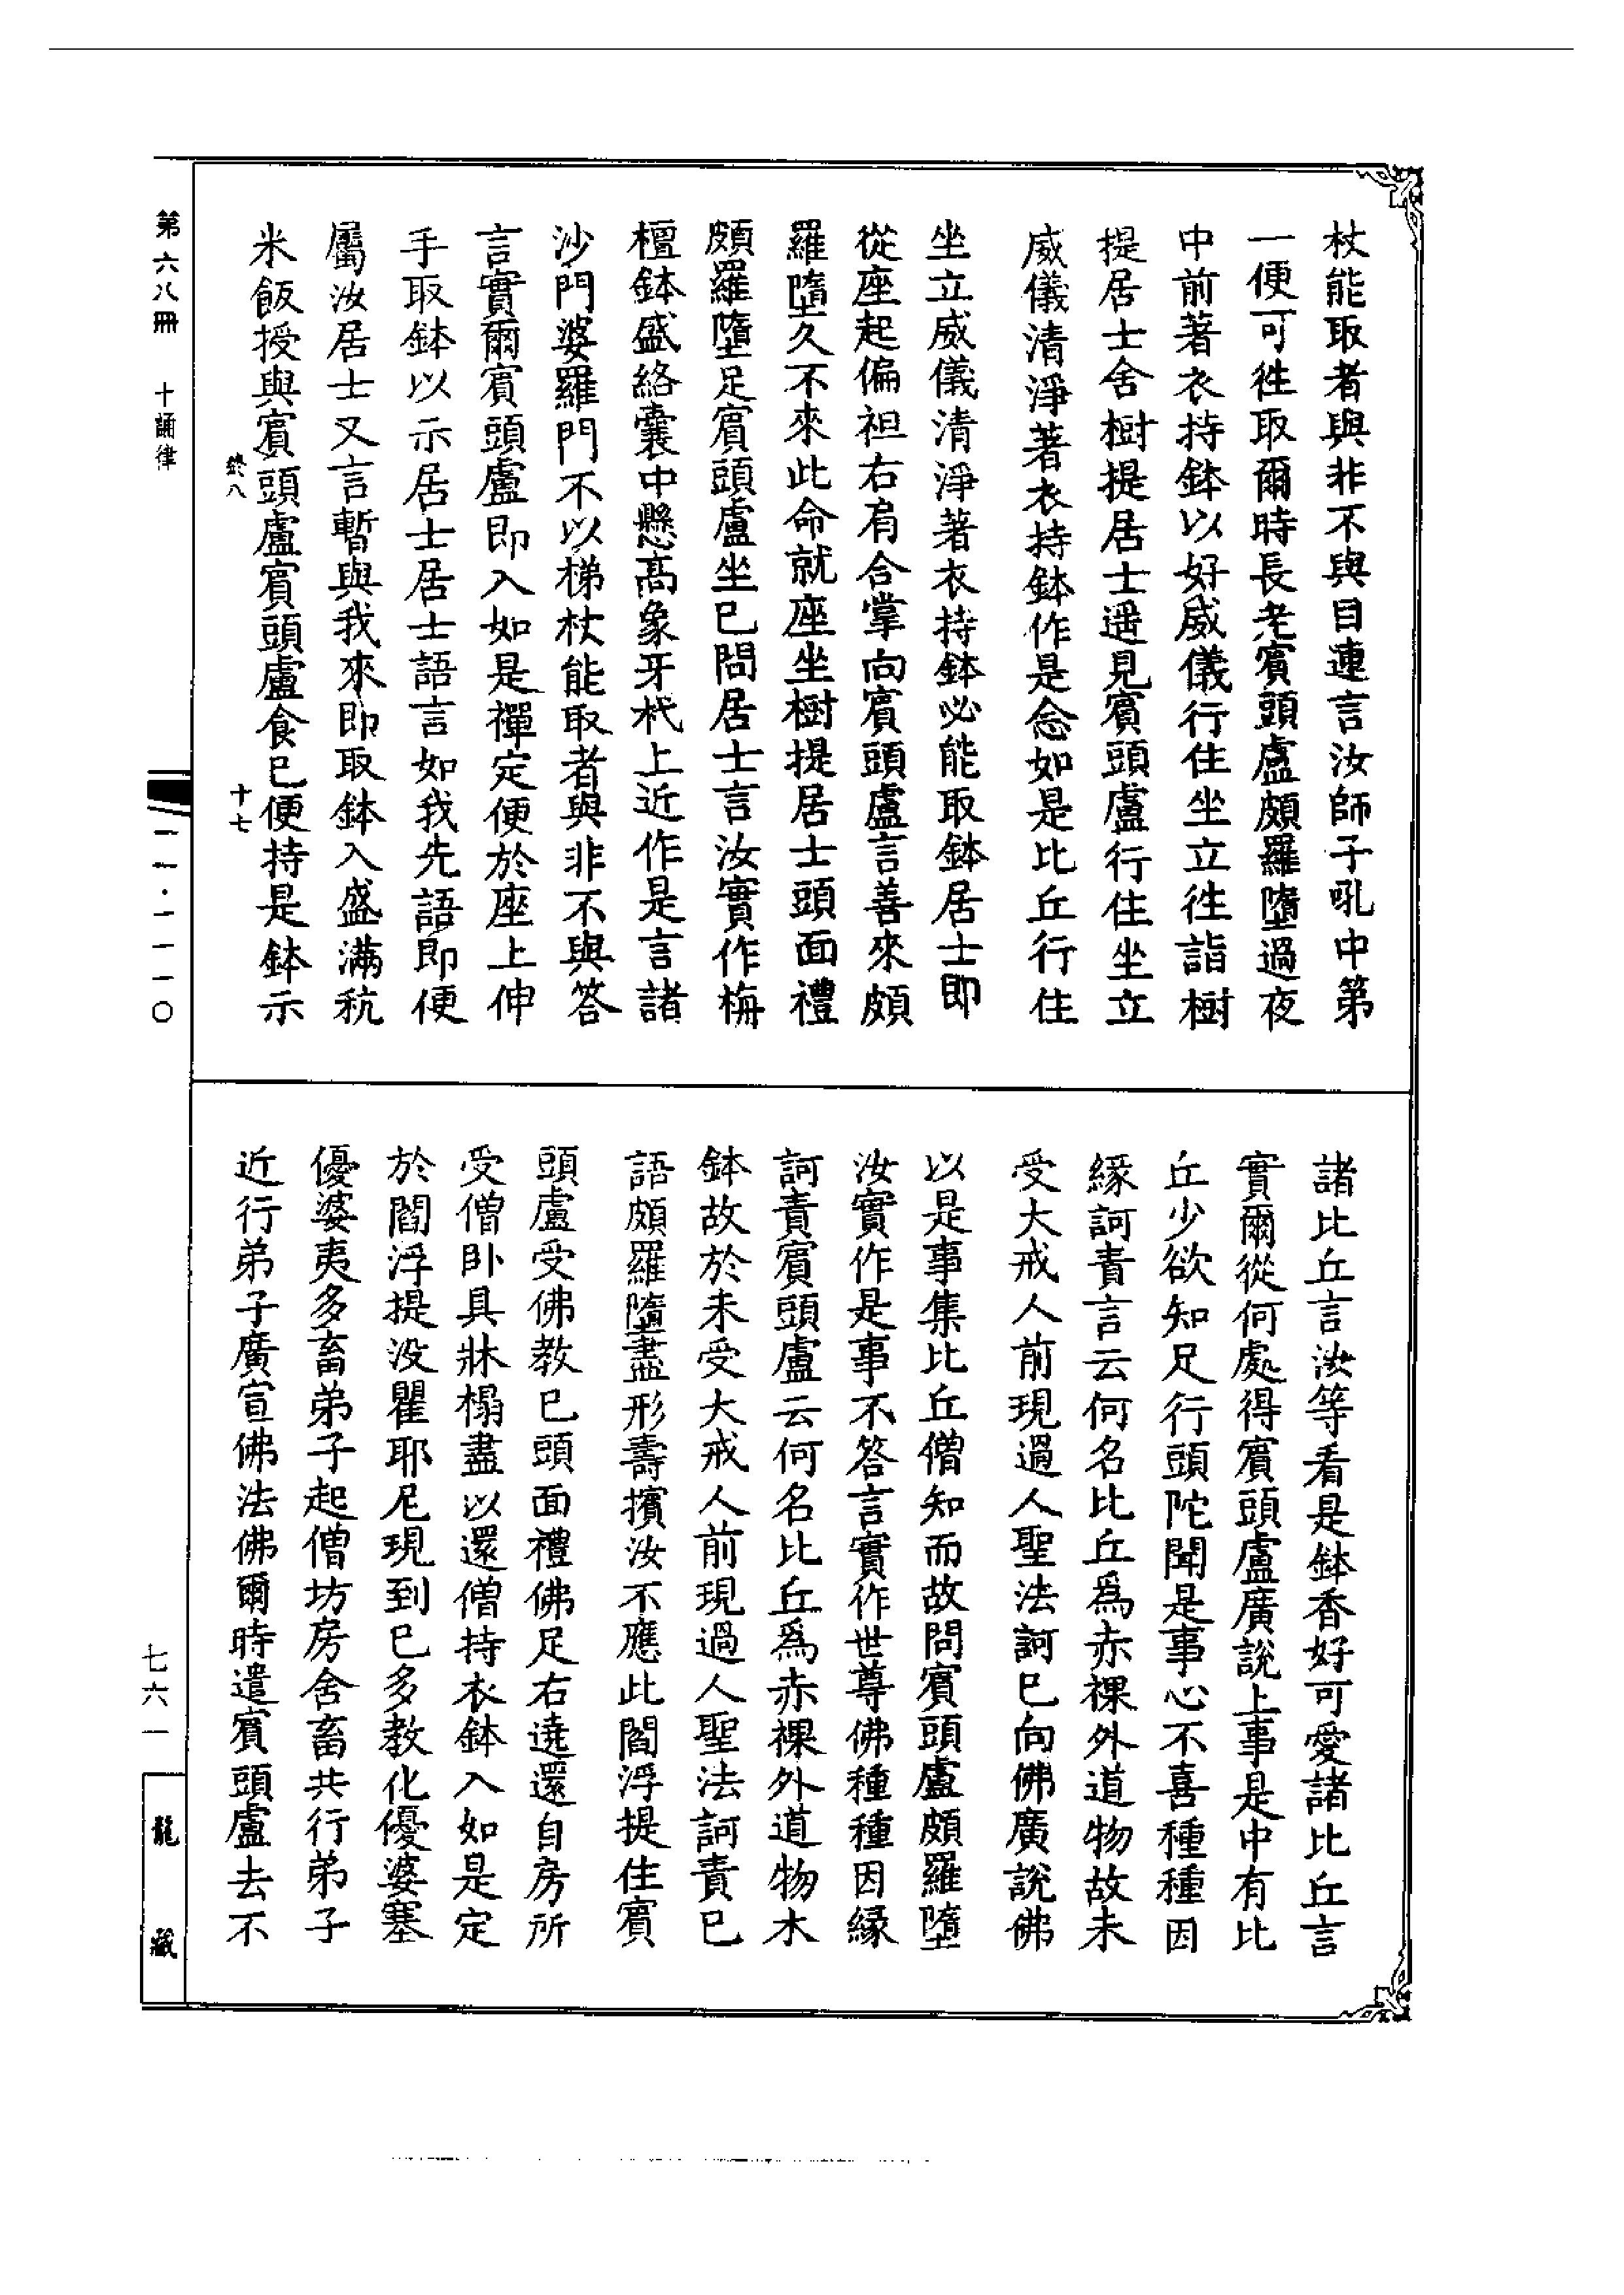 杖能取者與非不與目連言汝師子吼中第
一便可徃取爾時長老賓頭盧頗羅墮過夜
中前著衣持鉢以好威儀行住坐立徃詣樹
提居士舍樹提居士遥見賓頭盧行住坐立
威儀清淨著衣持鉢作是念如是比丘行住
坐立威儀清淨著衣持鉢必能取鉢居士即
從座起偏袒右肩合掌向賓頭盧言善來頗
羅墮久不來此命就座坐樹提居士頭面禮
頗羅墮足賓頭盧坐已問居士言汝實作栴
檀鉢盛絡囊中懸高象牙杙上近作是言諸
沙門婆羅門不以梯杖能取者與非不與答
言實爾賓頭盧即入如是禪定便於座上伸
手取鉢以示居士居士語言如我先語即便
屬汝居士又言暫與我來即取鉢入盛滿秔
米飯授與賓頭盧賓頭盧食已便持是鉢示
諸比丘言汝等看是鉢香好可愛諸比丘言
實爾從何處得賓頭盧廣說上事是中有比
丘少欲知足行頭陀聞是事心不喜種種因
緣訶責言云何名比丘爲赤裸外道物故未
受大戒人前現過人聖法訶已向佛廣說佛
以是事集比丘僧知而故問賓頭盧頗羅墮
汝實作是事不答言實作世尊佛種種因緣
訶責賓頭盧云何名比丘爲赤裸外道物木
鉢故於未受大戒人前現過人聖法訶責已
語頗羅墮盡形壽擯汝不應此閻浮提住賓
頭盧受佛教已頭面禮佛足右遶還自房所
受僧卧具牀榻盡以還僧持衣鉢入如是定
於閻浮提没瞿耶尼現到已多教化優婆塞
優婆夷多畜弟子起僧坊房舍畜共行弟子
近行弟子廣宣佛法佛爾時遣賓頭盧去不
第六八冊 十誦律
終八 十七
一一·一一一〇
七六一
龍藏